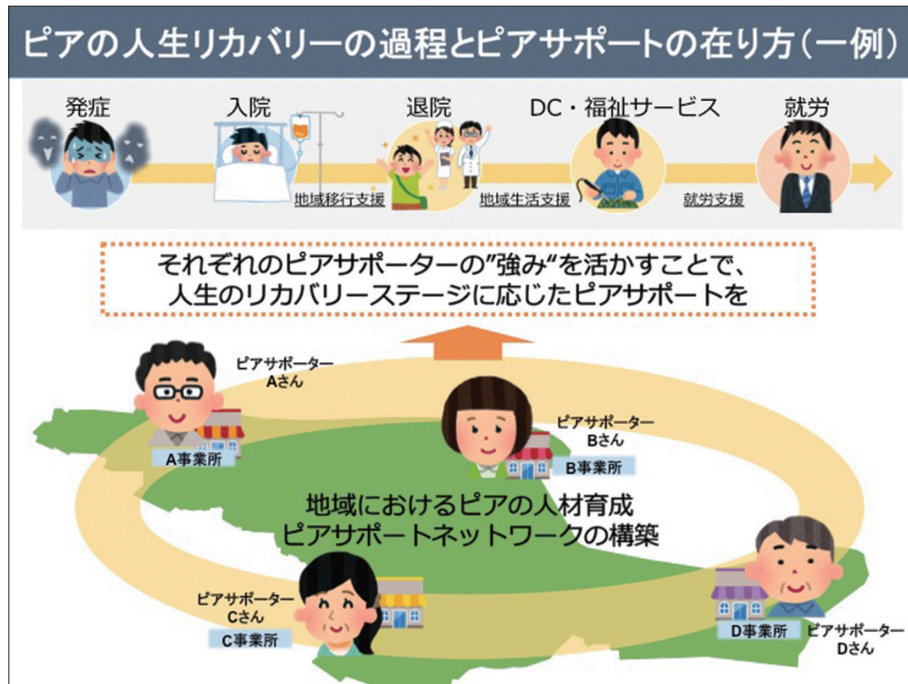 ピアの人生リカバリーの過程とピアサポートの在り方(一例)
発症
入院
退院
DC・福祉サービス
就労
地域移行支援
地域生活支援
就労支援
それぞれのピアサポーターの”強み“を活かすことで、
人生のリカバリーステージに応じたピアサポートを
ピアサポーター
Aさん
A事業所
ピアサポーター
Bさん
B事業所
地域におけるピアの人材育成
ピアサポートネットワークの構築
ピアサポーター
Cさん
C事業所
D事業所
ピアサポーター
Dさん